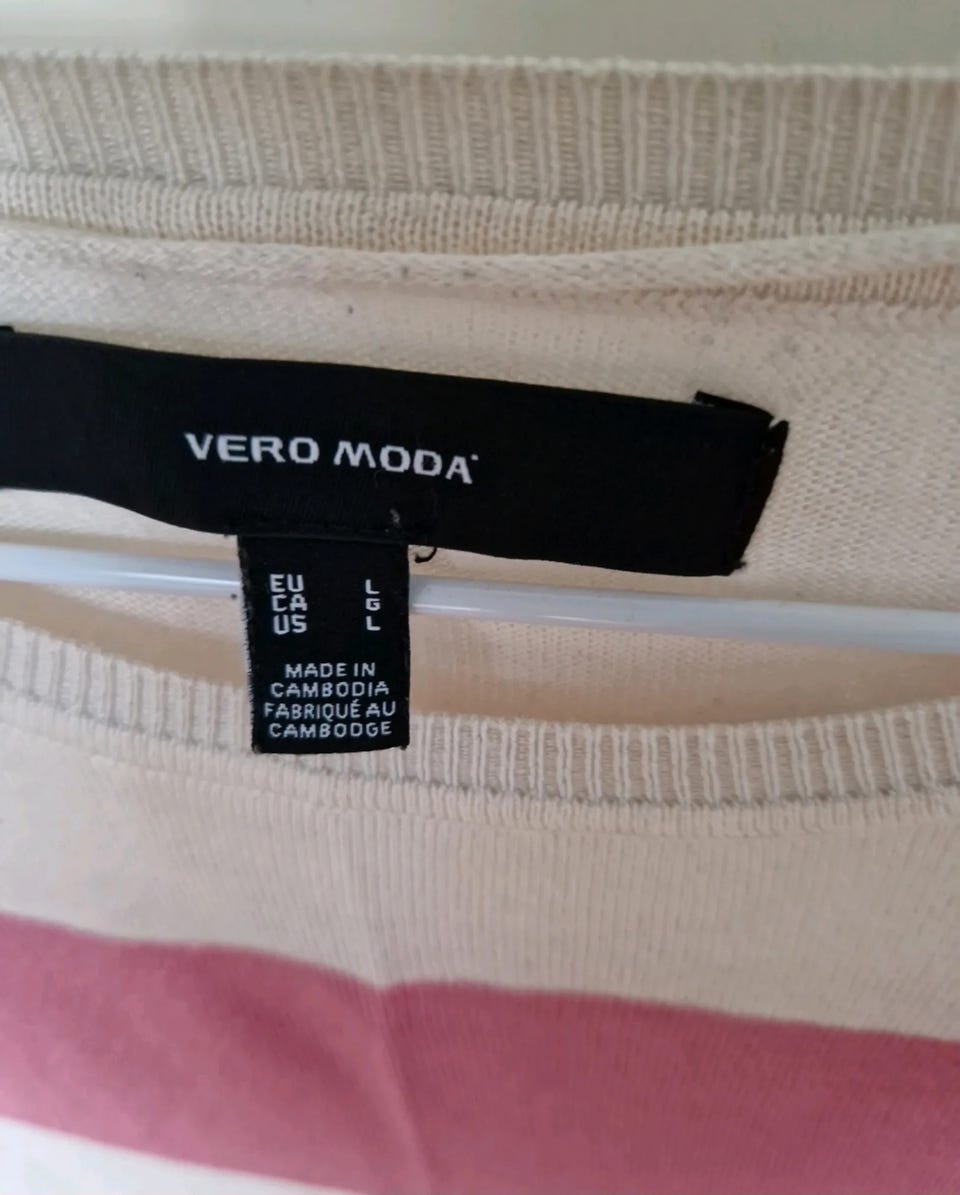 VERO MODA
EU L
CA G
US L
MADE IN
CAMBODIA
FABRIQUÉ AU
CAMBODGE